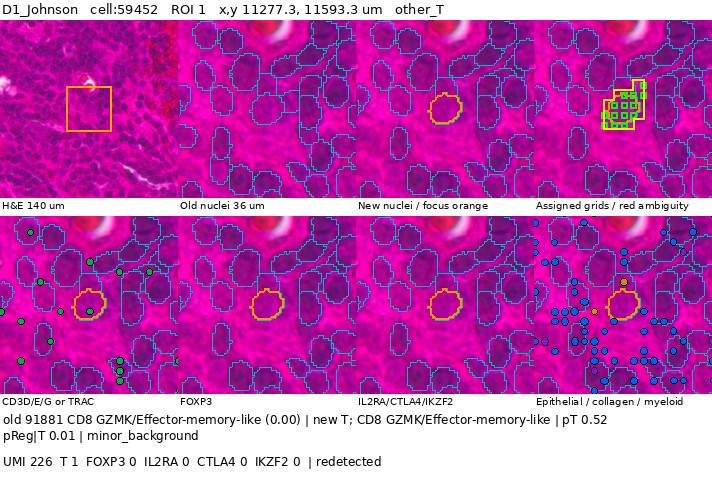 D1_Johnson cell:59452 ROI 1 x,y 11277.3, 11593.3 um other_T
H&E 140 um
Old nuclei 36 um
New nuclei / focus orange
Assigned grids / red ambiguity
CD3D/E/G or TRAC
FOXP3
IL2RA/CTLA4/IKZF2
Epithelial / collagen / myeloid
old 91881 CD8 GZMK/Effector-memory-like (0.00) | new T; CD8 GZMK/Effector-memory-like | pT 0.52
pReg|T 0.01 | minor_background
UMI 226 T 1 FOXP3 0 IL2RA 0 CTLA4 0 IKZF2 0 | redetected